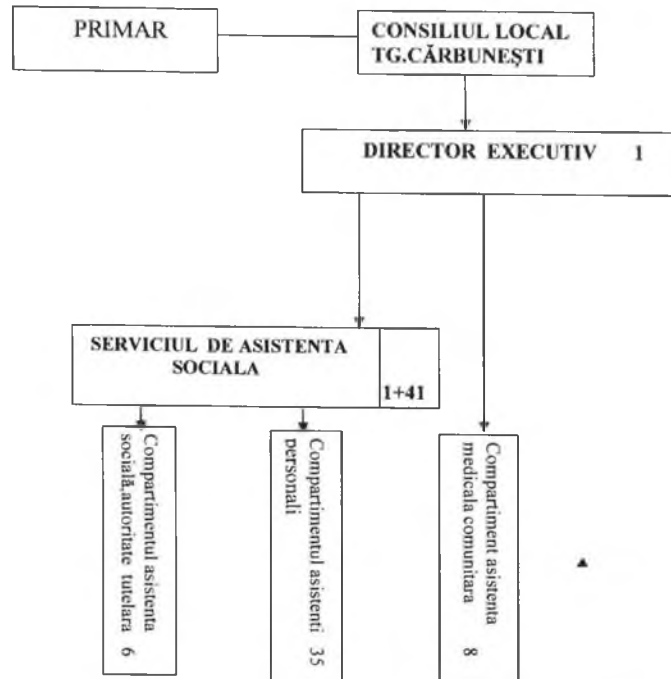 PRIMAR
CONSILIUL LOCAL
TG.CĂRBUNEŞTI
DIRECTOR EXECUTIV 1
SERVICIUL DE ASISTENTA
SOCIALA
1+41
Compartimentul asistenta
socială,autoritate tutelara 6
Compartimentul asistenti 35
personali
Compartiment asistenta
medicala comunitara 8